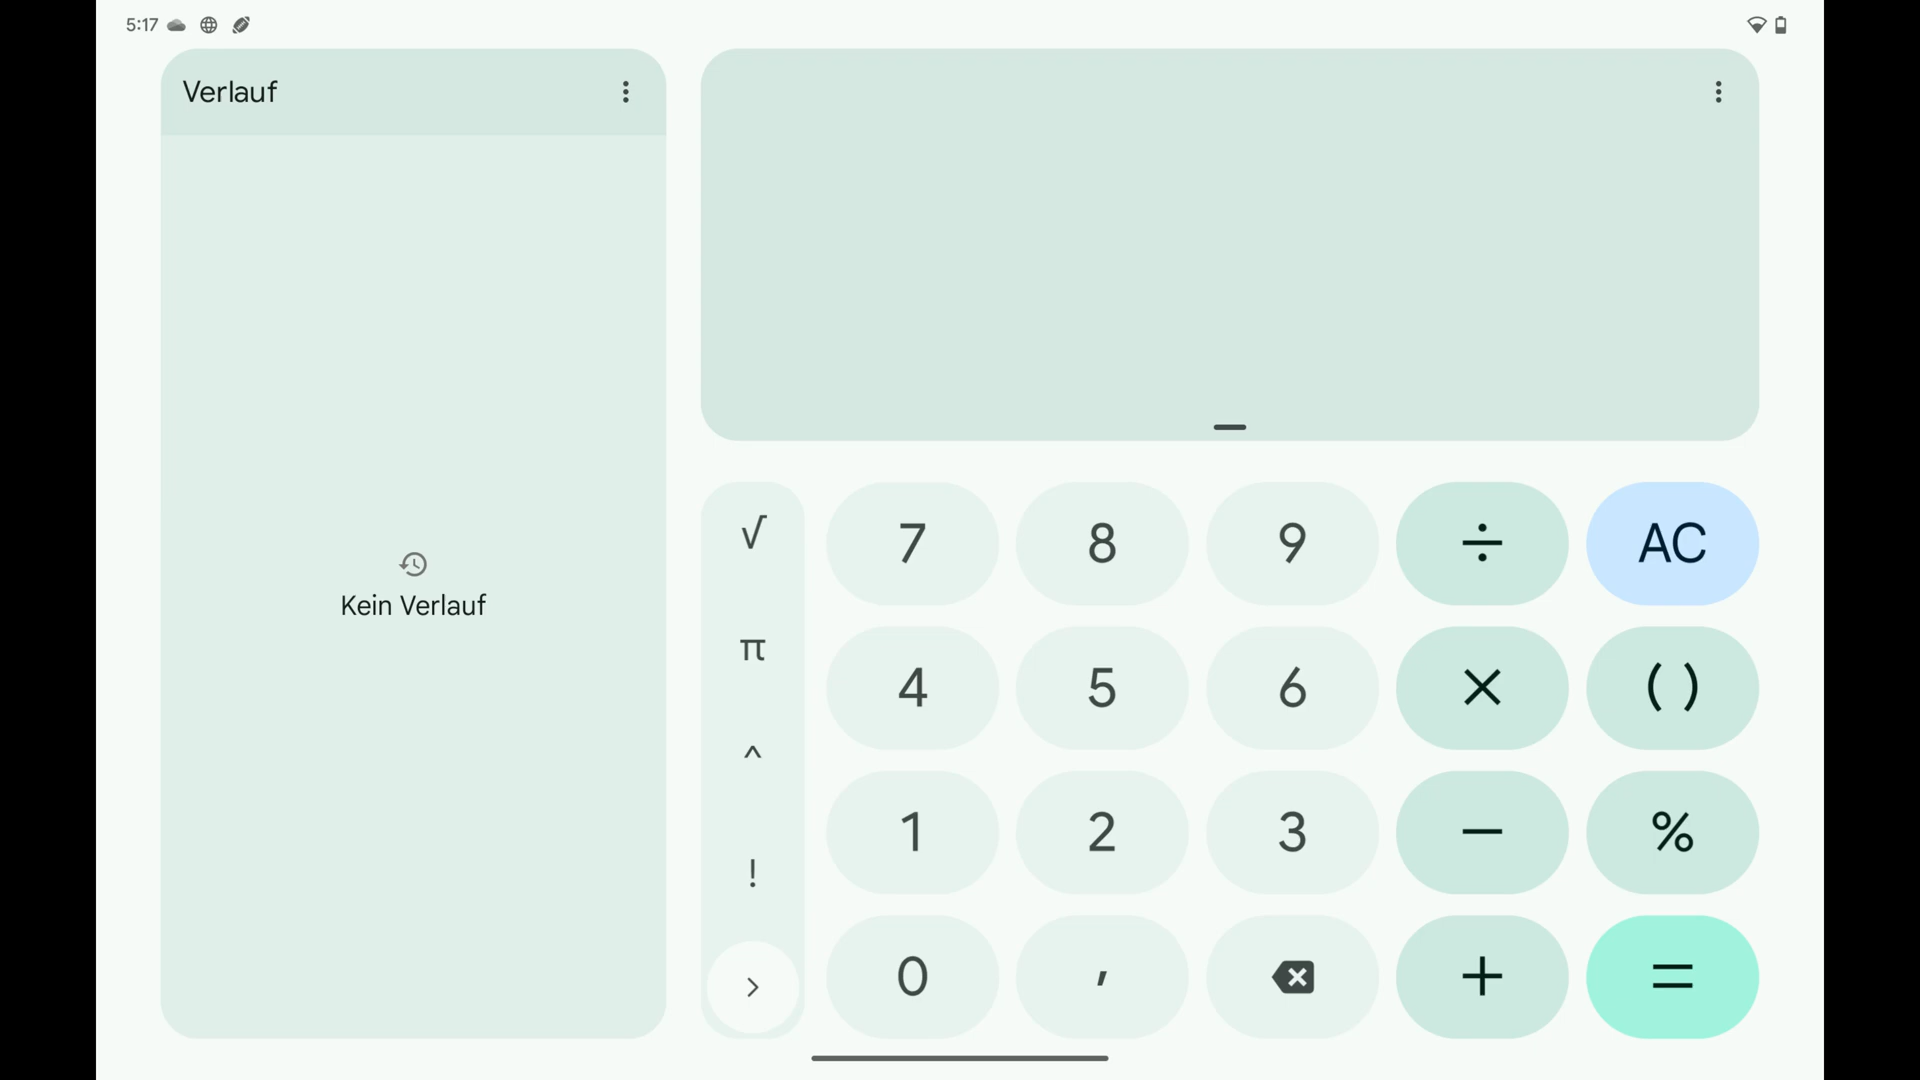 5:17
Verlauf
Kein Verlauf
√ 7 8 9 ÷ AC
π 4 5 6 × ( )
^ 1 2 3 − %
! 0 , + =